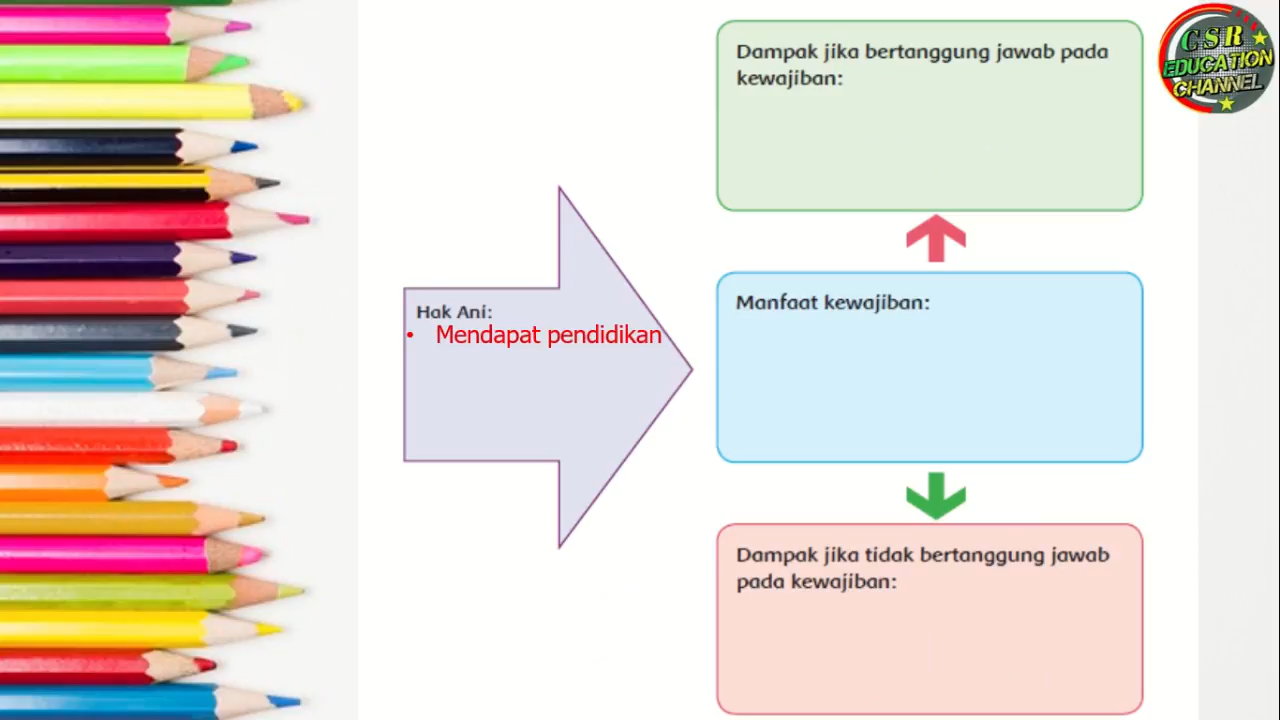 Dampak jika bertanggung jawab pada
kewajiban:
CSR
EDUCATION
CHANNEL
Hak Ani:
• Mendapat pendidikan
Manfaat kewajiban:
Dampak jika tidak bertanggung jawab
pada kewajiban: